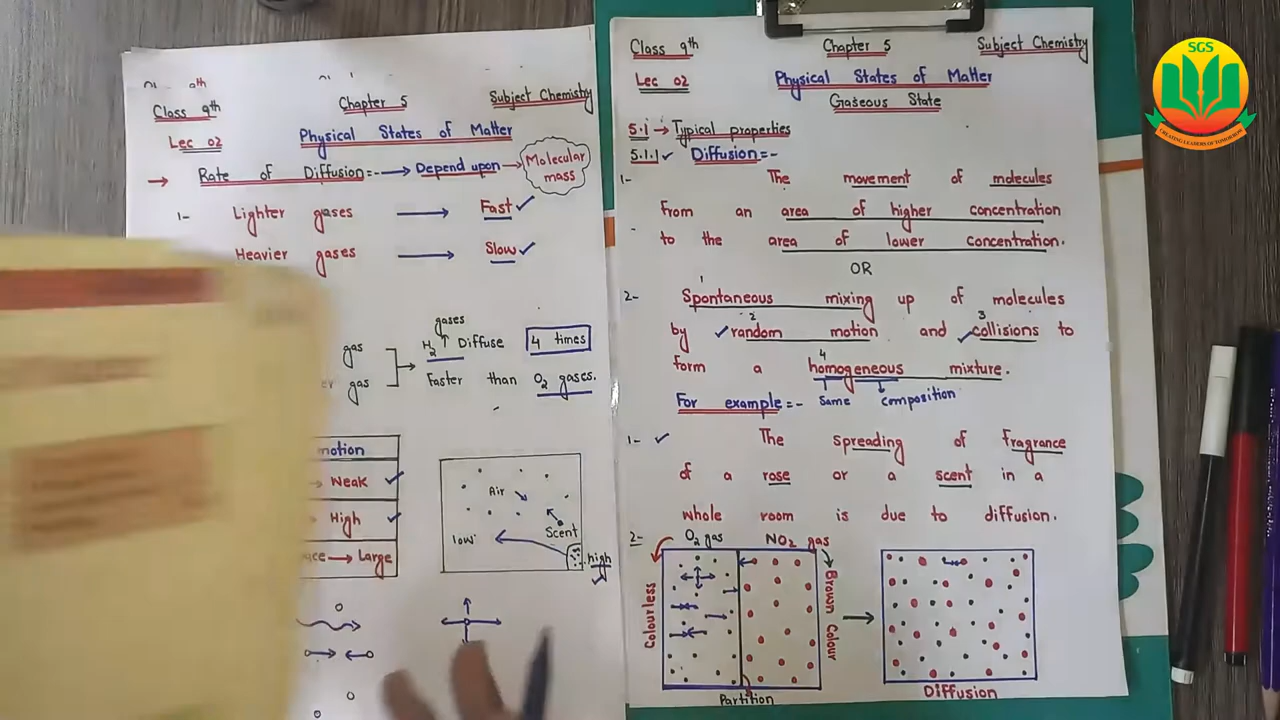 Class 9th Chapter 5 Subject Chemistry
Lec 02 Physical States of Matter
→ Rate of Diffusion:-→ Depend upon → Molecular mass
1- Lighter gases → Fast ✓
Heavier gases → Slow ✓
gases
gas H2 ↑ Diffuse 4 times
gas Faster than O2 gases.
motion
→ Weak ✓
→ High ✓
→ Large
Air
Scent
low
high
Class 9th Chapter 5 Subject Chemistry
Lec 02 Physical States of Matter
Gaseous State
5.1 → Typical properties
5.1.1 ✓ Diffusion:-
1- The movement of molecules
from an area of higher concentration
to the area of lower concentration.
OR
2- Spontaneous mixing up of molecules
by ✓ random motion and ✓ collisions to
form a homogeneous mixture.
For example:- Same Composition
1- ✓ The spreading of fragrance
of a rose or a scent in a
whole room is due to diffusion.
2- O2 gas NO2 gas
Colourless
Brown Colour
Partition
Diffusion
SGS
CREATING LEADERS OF TOMORROW